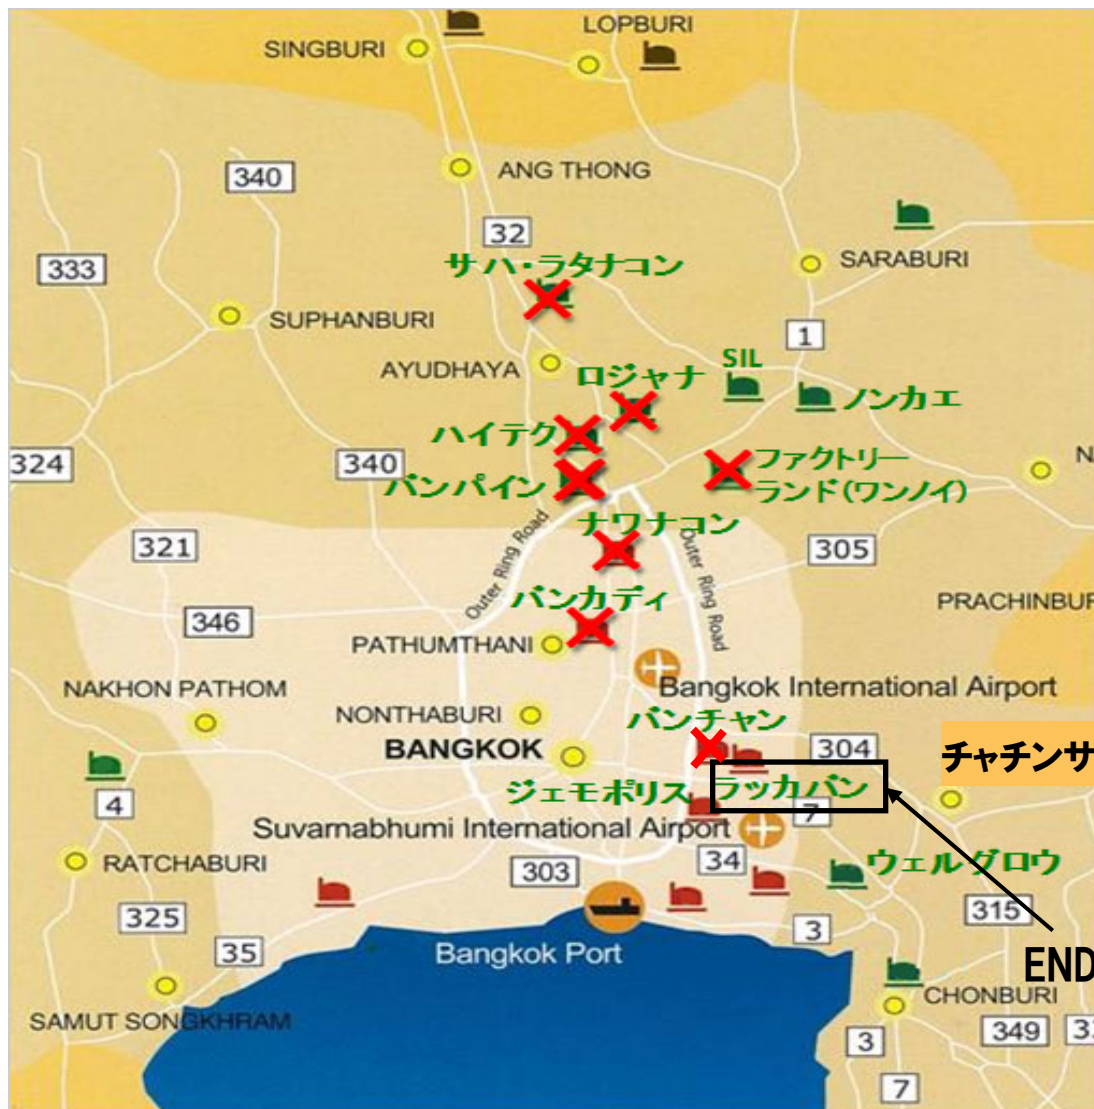 LOPBURI
SINGBURI
ANG THONG
340
32
サハ・ラタナコン
SARABURI
333
SUPHANBURI
1
AYUDHAYA
ロジャナ
SIL
ノンカエ
ハイテク
324
340
ファクトリー
ランド(ワンノイ)
バンパイン
ナワナコン
321
Outer Ring Road
Outer Ring Road
305
バンカディ
PRACHINBUR
346
PATHUMTHANI
NAKHON PATHOM
Bangkok International Airport
NONTHABURI
バンチャン
BANGKOK
304
チャチンサ
ジェモポリス
ラッカバン
4
7
Suvarnabhumi International Airport
RATCHABURI
303
34
ウェルグロウ
325
315
35
3
Bangkok Port
END
CHONBURI
SAMUT SONGKHRAM
3
349
7